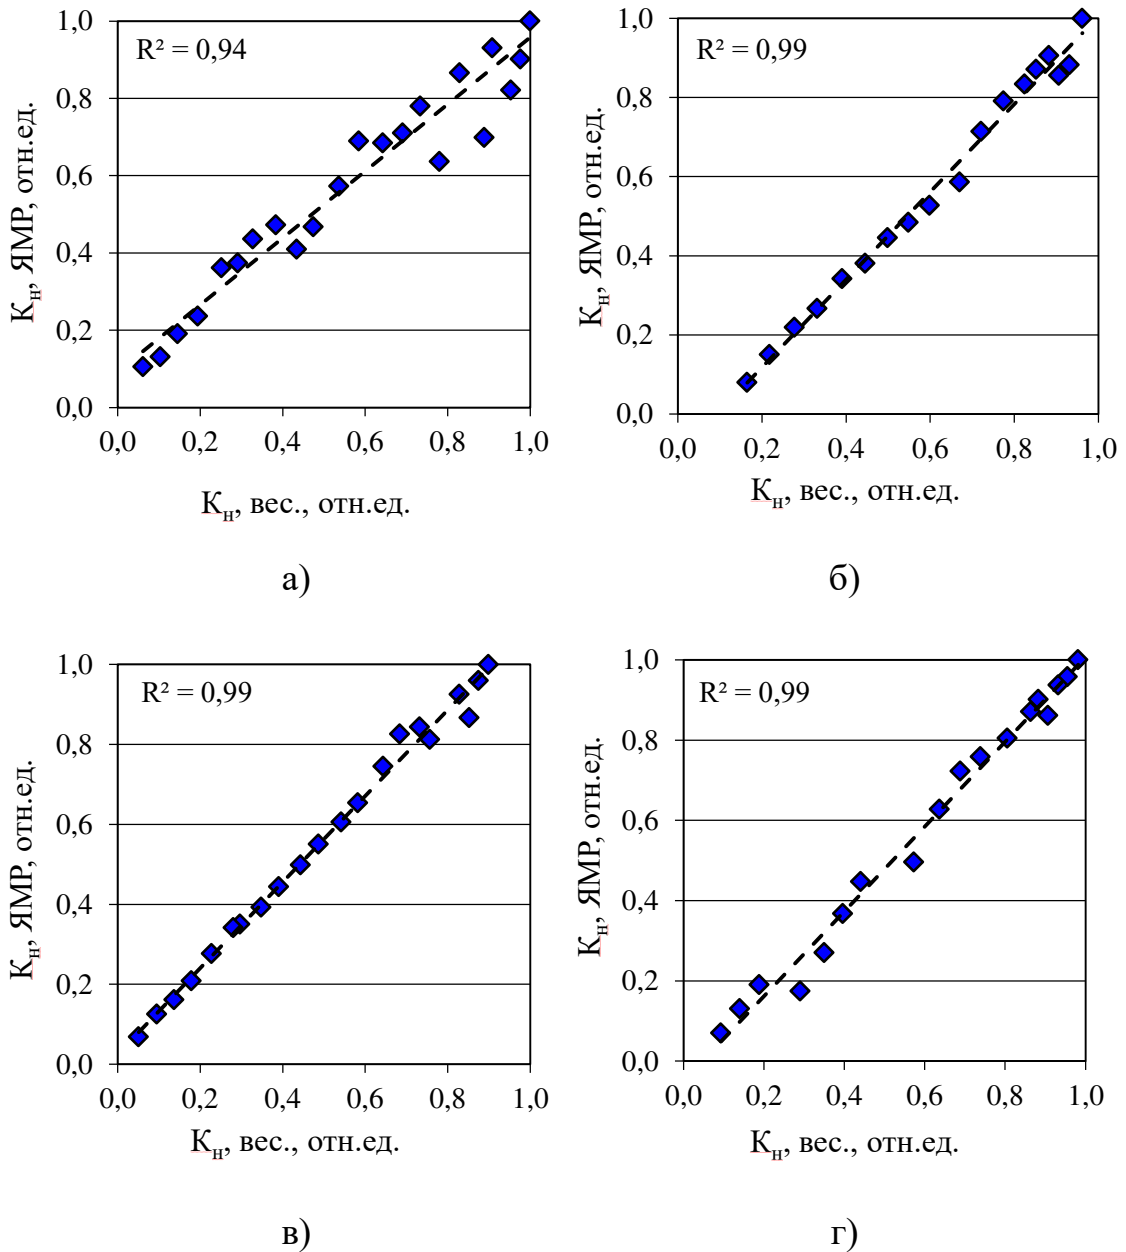 R² = 0,94
1,0
0,8
0,6
0,4
0,2
0,0
Кн, ЯМР, отн.ед.
0,0 0,2 0,4 0,6 0,8 1,0
Кн, вес., отн.ед.
а)
R² = 0,99
1,0
0,8
0,6
0,4
0,2
0,0
Кн, ЯМР, отн.ед.
0,0 0,2 0,4 0,6 0,8 1,0
Кн, вес., отн.ед.
б)
R² = 0,99
1,0
0,8
0,6
0,4
0,2
0,0
Кн, ЯМР, отн.ед.
0,0 0,2 0,4 0,6 0,8 1,0
Кн, вес., отн.ед.
в)
R² = 0,99
1,0
0,8
0,6
0,4
0,2
0,0
Кн, ЯМР, отн.ед.
0,0 0,2 0,4 0,6 0,8 1,0
Кн, вес., отн.ед.
г)